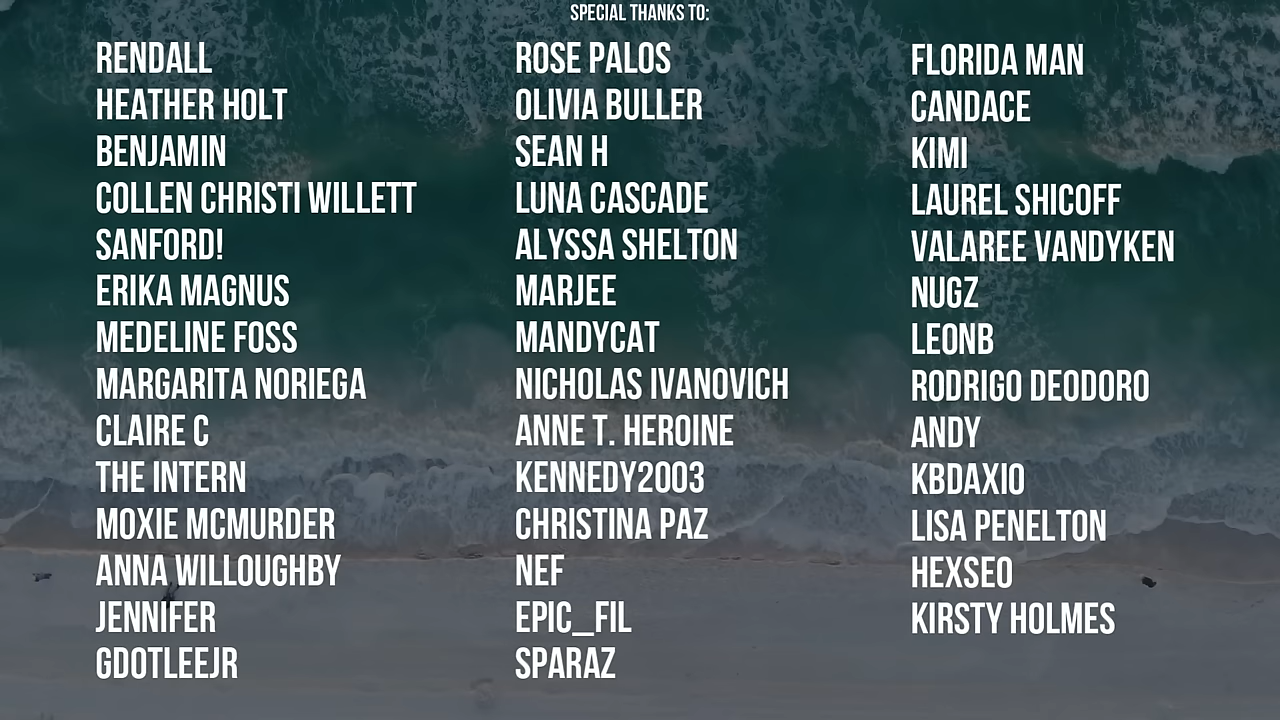 SPECIAL THANKS TO:
RENDALL
HEATHER HOLT
BENJAMIN
COLLEN CHRISTI WILLETT
SANFORD!
ERIKA MAGNUS
MEDELINE FOSS
MARGARITA NORIEGA
CLAIRE C
THE INTERN
MOXIE MCMURDER
ANNA WILLOUGHBY
JENNIFER
GDOTLEEJR
ROSE PALOS
OLIVIA BULLER
SEAN H
LUNA CASCADE
ALYSSA SHELTON
MARJEE
MANDYCAT
NICHOLAS IVANOVICH
ANNE T. HEROINE
KENNEDY2003
CHRISTINA PAZ
NEF
EPIC_FIL
SPARAZ
FLORIDA MAN
CANDACE
KIMI
LAUREL SHICOFF
VALAREE VANDYKEN
NUGZ
LEONB
RODRIGO DEODORO
ANDY
KBDAXIO
LISA PENELTON
HEXSEO
KIRSTY HOLMES